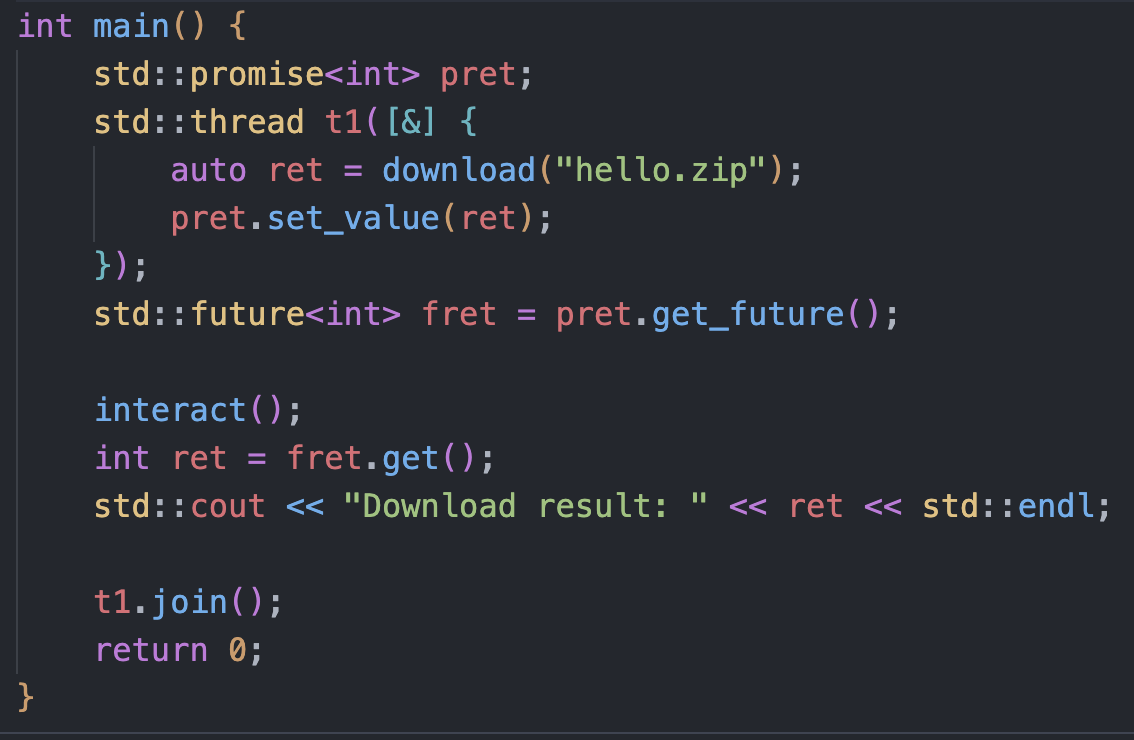 int main() {
    std::promise<int> pret;
    std::thread t1([&] {
        auto ret = download("hello.zip");
        pret.set_value(ret);
    });
    std::future<int> fret = pret.get_future();

    interact();
    int ret = fret.get();
    std::cout << "Download result: " << ret << std::endl;

    t1.join();
    return 0;
}